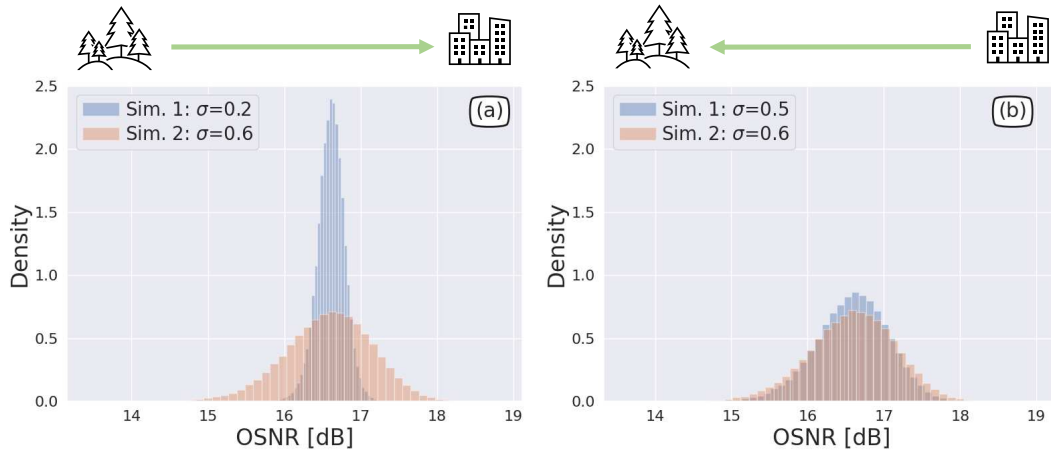 2.5
2.0
1.5
1.0
0.5
0.0
Density
Sim. 1: σ=0.2
Sim. 2: σ=0.6
(a)
14 15 16 17 18 19
OSNR [dB]
2.5
2.0
1.5
1.0
0.5
0.0
Density
Sim. 1: σ=0.5
Sim. 2: σ=0.6
(b)
14 15 16 17 18 19
OSNR [dB]